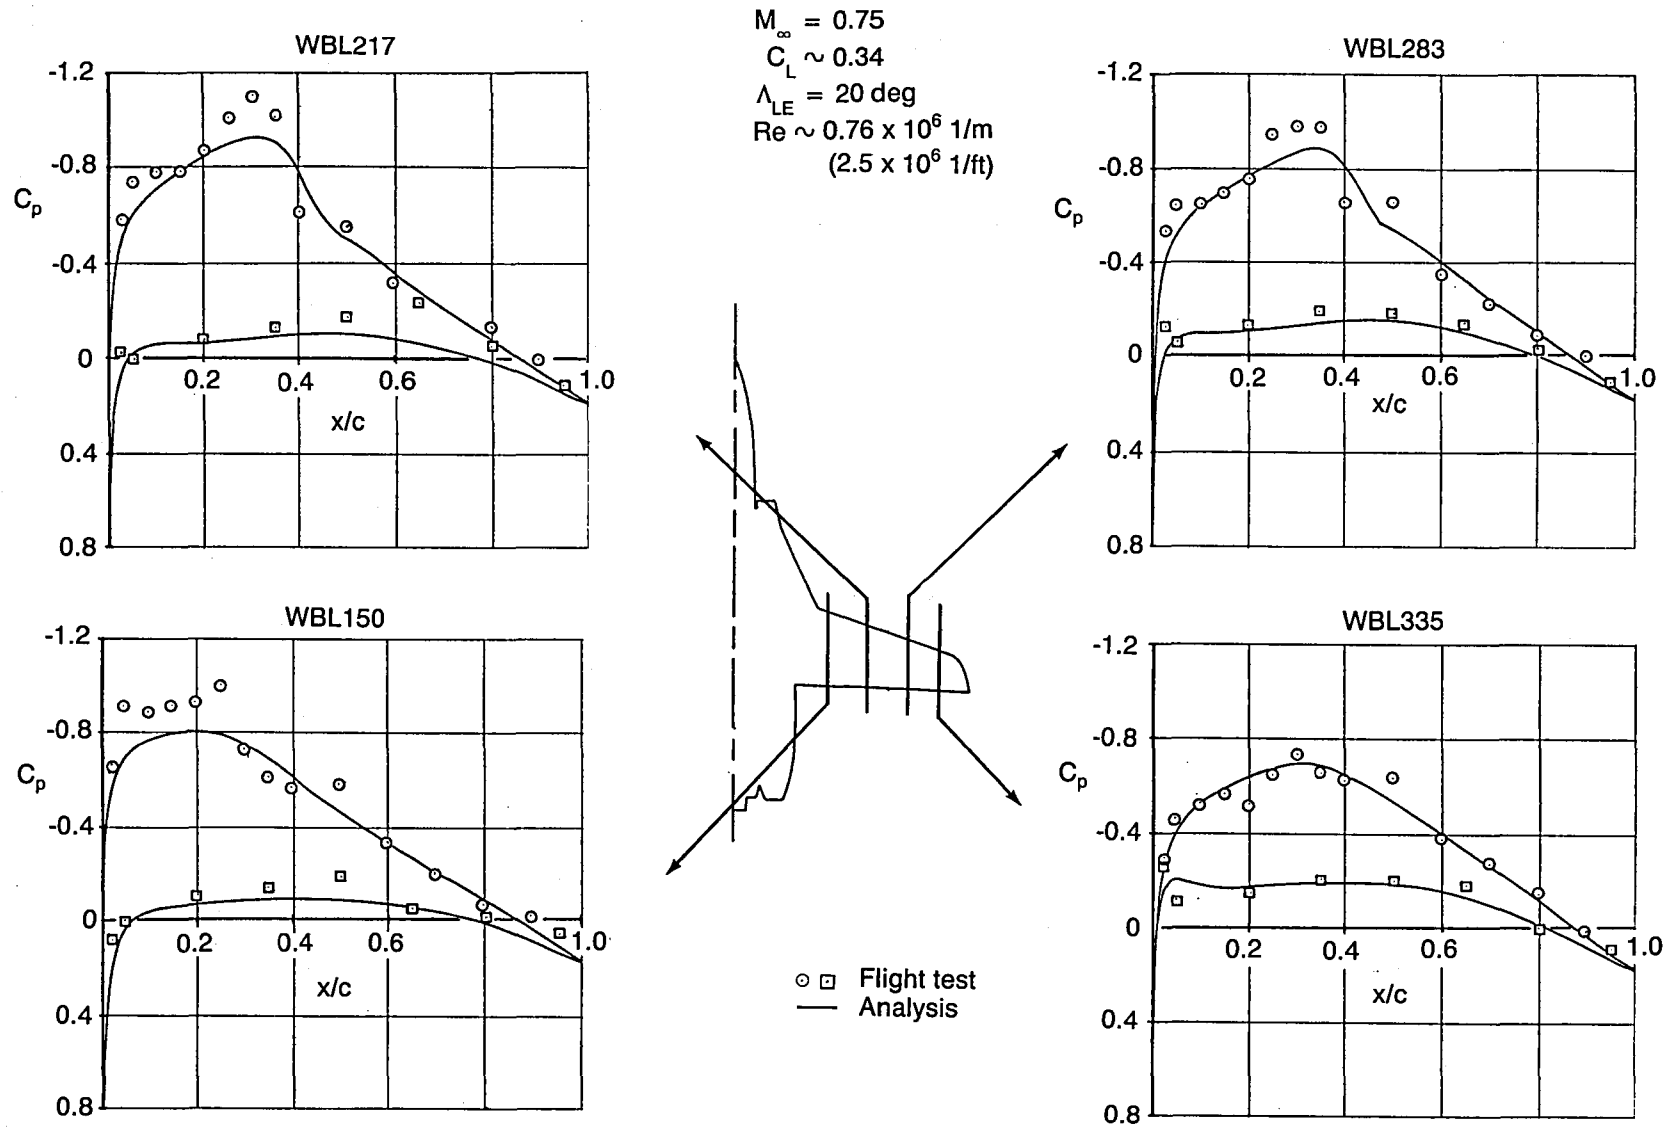 M∞ = 0.75
CL ~ 0.34
ΛLE = 20 deg
Re ~ 0.76 x 10⁶ 1/m
(2.5 x 10⁶ 1/ft)
WBL217
-1.2
-0.8
Cp
-0.4
0
0.2 0.4 0.6 1.0
x/c
0.4
0.8
WBL283
-1.2
-0.8
Cp
-0.4
0
0.2 0.4 0.6 1.0
x/c
0.4
0.8
WBL150
-1.2
-0.8
Cp
-0.4
0
0.2 0.4 0.6 1.0
x/c
0.4
0.8
WBL335
-1.2
-0.8
Cp
-0.4
0
0.2 0.4 0.6 1.0
x/c
0.4
0.8
Flight test
Analysis